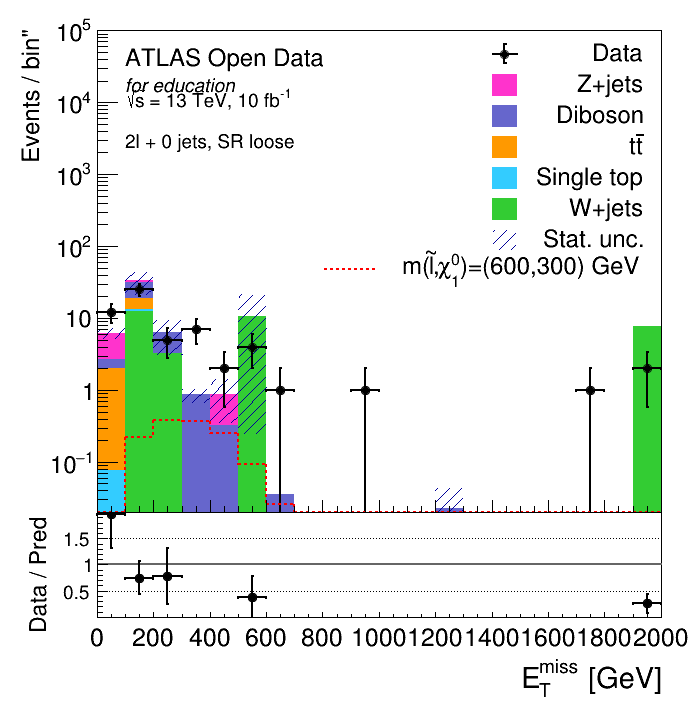 Events / bin"
10⁵
10⁴
10³
10²
10
1
10⁻¹
ATLAS Open Data
for education
√s = 13 TeV, 10 fb⁻¹
2l + 0 jets, SR loose
Data
Z+jets
Diboson
tt̄
Single top
W+jets
Stat. unc.
m(l̃,χ₁⁰)=(600,300) GeV
Data / Pred
1.5
1
0.5
0 200 400 600 800 1000 1200 1400 1600 1800 2000
E_T^miss [GeV]